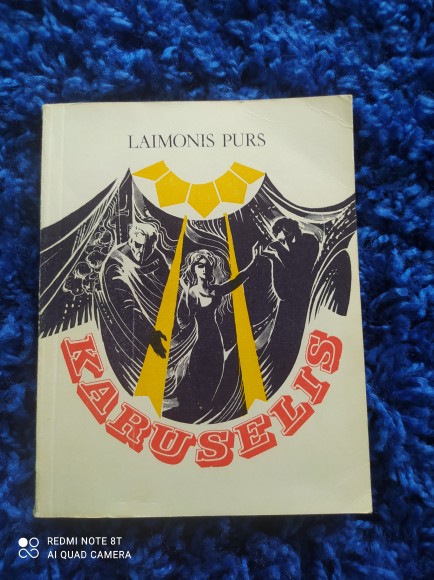 LAIMONIS PURS
KARUSELIS
REDMI NOTE 8T
AI QUAD CAMERA